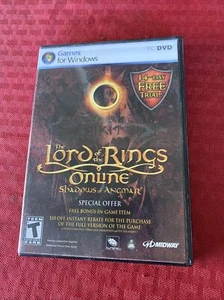 Games
for Windows
PC DVD
14-DAY
FREE
TRIAL
The
Lord of the Rings
Online
Shadows of Angmar
SPECIAL OFFER
FREE BONUS IN-GAME ITEM
$10 OFF INSTANT REBATE FOR THE PURCHASE
OF THE FULL VERSION OF THE GAME
TEEN
T
MIDWAY